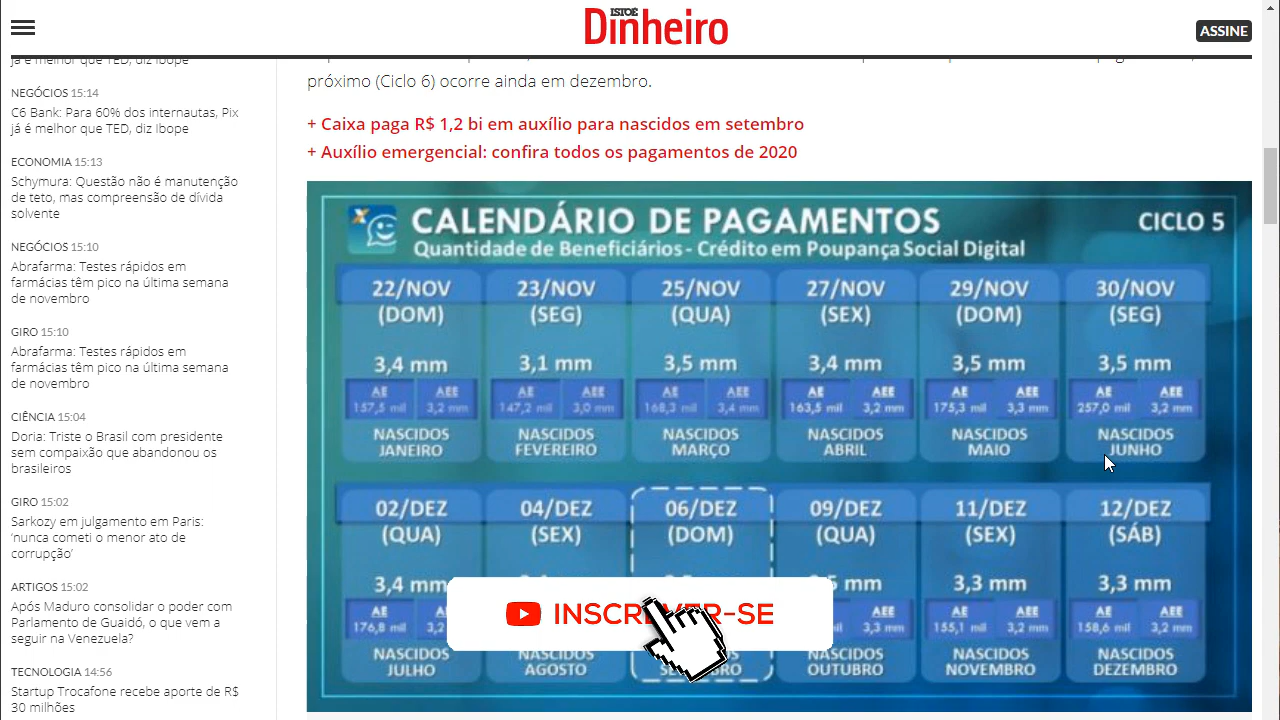 ISTOÉ
Dinheiro
ASSINE
já é melhor que TED, diz Ibope
NEGÓCIOS 15:14
C6 Bank: Para 60% dos internautas, Pix
já é melhor que TED, diz Ibope
ECONOMIA 15:13
Schymura: Questão não é manutenção
de teto, mas compreensão de dívida
solvente
NEGÓCIOS 15:10
Abrafarma: Testes rápidos em
farmácias têm pico na última semana
de novembro
GIRO 15:10
Abrafarma: Testes rápidos em
farmácias têm pico na última semana
de novembro
CIÊNCIA 15:04
Doria: Triste o Brasil com presidente
sem compaixão que abandonou os
brasileiros
GIRO 15:02
Sarkozy em julgamento em Paris:
‘nunca cometi o menor ato de
corrupção’
ARTIGOS 15:02
Após Maduro consolidar o poder com
Parlamento de Guaidó, o que vem a
seguir na Venezuela?
TECNOLOGIA 14:56
Startup Trocafone recebe aporte de R$
30 milhões
próximo (Ciclo 6) ocorre ainda em dezembro.
+ Caixa paga R$ 1,2 bi em auxílio para nascidos em setembro
+ Auxílio emergencial: confira todos os pagamentos de 2020
CALENDÁRIO DE PAGAMENTOS CICLO 5
Quantidade de Beneficiários - Crédito em Poupança Social Digital
22/NOV 23/NOV 25/NOV 27/NOV 29/NOV 30/NOV
(DOM) (SEG) (QUA) (SEX) (DOM) (SEG)
3,4 mm 3,1 mm 3,5 mm 3,4 mm 3,5 mm 3,5 mm
AE AEE AE AEE AE AEE AE AEE AE AEE AE AEE
157,5 mil 3,2 mm 147,2 mil 3,0 mm 168,3 mil 3,4 mm 163,5 mil 3,2 mm 175,3 mil 3,3 mm 257,0 mil 3,2 mm
NASCIDOS NASCIDOS NASCIDOS NASCIDOS NASCIDOS NASCIDOS
JANEIRO FEVEREIRO MARÇO ABRIL MAIO JUNHO
02/DEZ 04/DEZ 06/DEZ 09/DEZ 11/DEZ 12/DEZ
(QUA) (SEX) (DOM) (QUA) (SEX) (SÁB)
3,4 mm mm 3,3 mm 3,3 mm
AE AEE AE AEE AE AEE
176,8 mil 3,3 mm 155,1 mil 3,2 mm 158,6 mil 3,2 mm
INSCREVER-SE
NASCIDOS NASCIDOS NASCIDOS NASCIDOS NASCIDOS
JULHO AGOSTO OUTUBRO NOVEMBRO DEZEMBRO